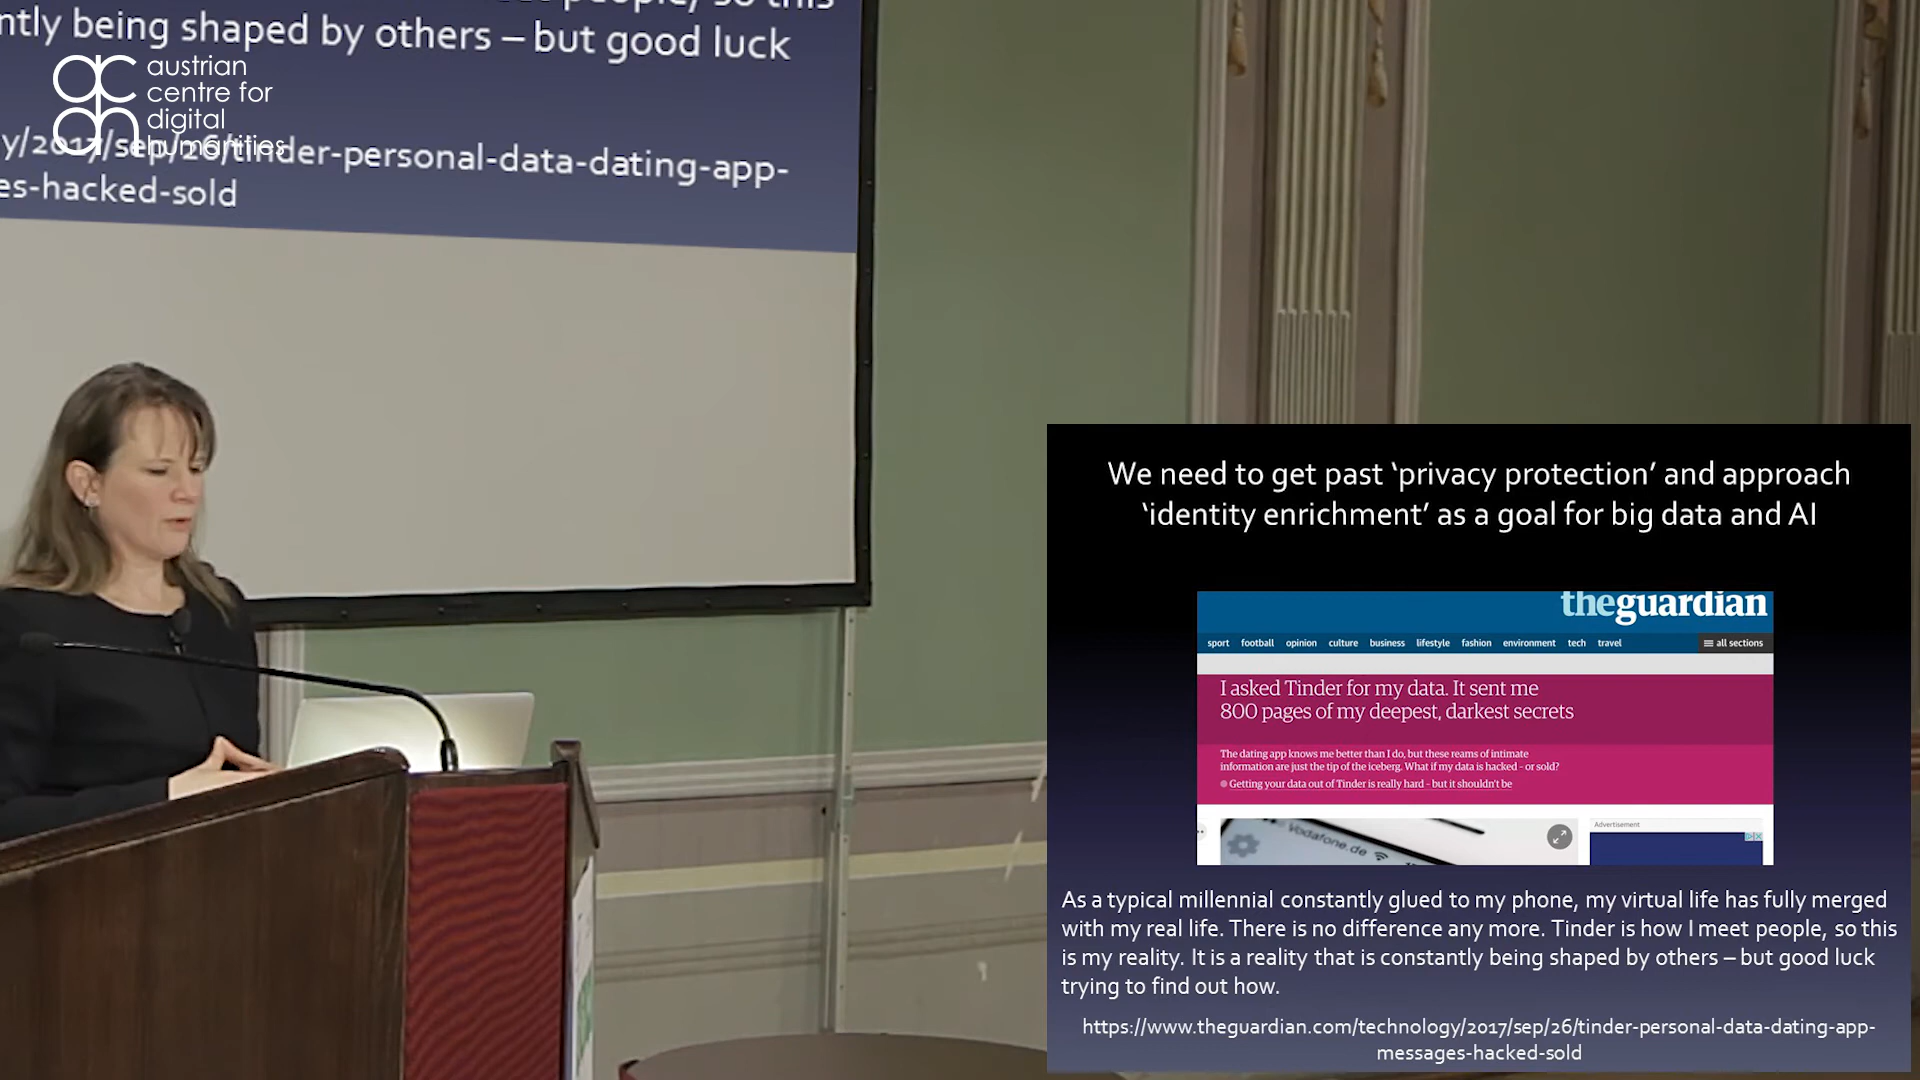 people, so this
ntly being shaped by others – but good luck
y/2017/sep/26/tinder-personal-data-dating-app-
es-hacked-sold
austrian
centre for
digital
humanities
We need to get past ‘privacy protection’ and approach
‘identity enrichment’ as a goal for big data and AI
theguardian
sport football opinion culture business lifestyle fashion environment tech travel all sections
I asked Tinder for my data. It sent me
800 pages of my deepest, darkest secrets
The dating app knows me better than I do, but these reams of intimate
information are just the tip of the iceberg. What if my data is hacked - or sold?
Getting your data out of Tinder is really hard - but it shouldn't be
Vodafone.de
Advertisement
As a typical millennial constantly glued to my phone, my virtual life has fully merged
with my real life. There is no difference any more. Tinder is how I meet people, so this
is my reality. It is a reality that is constantly being shaped by others – but good luck
trying to find out how.
https://www.theguardian.com/technology/2017/sep/26/tinder-personal-data-dating-app-
messages-hacked-sold